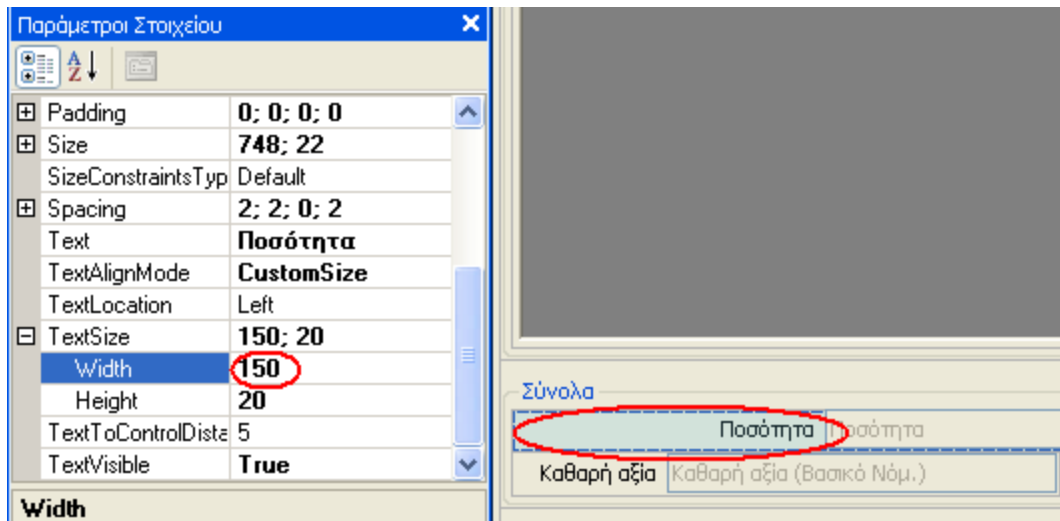 Παράμετροι Στοιχείου
Padding 0; 0; 0; 0
Size 748; 22
SizeConstraintsTyp Default
Spacing 2; 2; 0; 2
Text Ποσότητα
TextAlignMode CustomSize
TextLocation Left
TextSize 150; 20
Width 150
Height 20
TextToControlDista 5
TextVisible True
Width
Σύνολα
Ποσότητα Ποσότητα
Καθαρή αξία Καθαρή αξία (Βασικό Νόμ.)